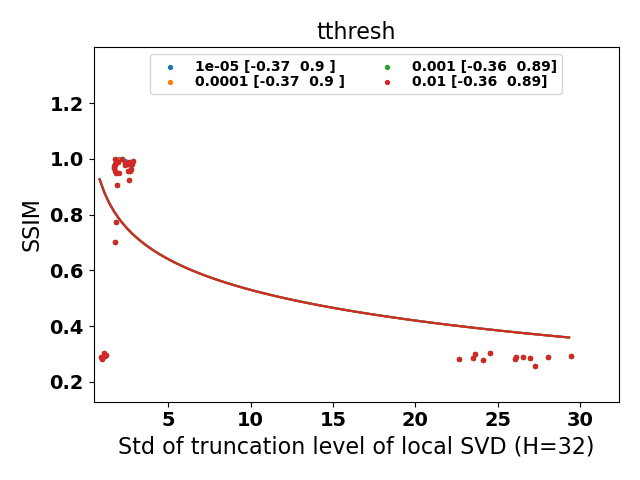 tthresh
1e-05 [-0.37  0.9 ]
0.0001 [-0.37  0.9 ]
0.001 [-0.36  0.89]
0.01 [-0.36  0.89]
SSIM
1.2
1.0
0.8
0.6
0.4
0.2
5 10 15 20 25 30
Std of truncation level of local SVD (H=32)